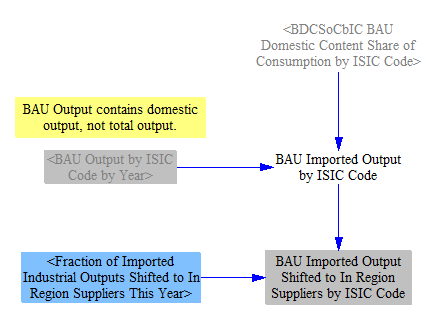 <BDCSoCbIC BAU
Domestic Content Share of
Consumption by ISIC Code>
BAU Output contains domestic
output, not total output.
<BAU Output by ISIC
Code by Year>
BAU Imported Output
by ISIC Code
<Fraction of Imported
Industrial Outputs Shifted to In
Region Suppliers This Year>
BAU Imported Output
Shifted to In Region
Suppliers by ISIC Code